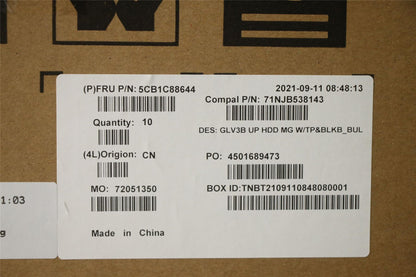 (P)FRU P/N: 5CB1C88644
2021-09-11 08:48:13
Compal P/N: 71NJB538143
Quantity: 10
DES: GLV3B UP HDD MG W/TP&BLKB_BUL
(4L)Origion: CN
PO: 4501689473
MO: 72051350
BOX ID:TNBT2109110848080001
Made in China
1:03
g